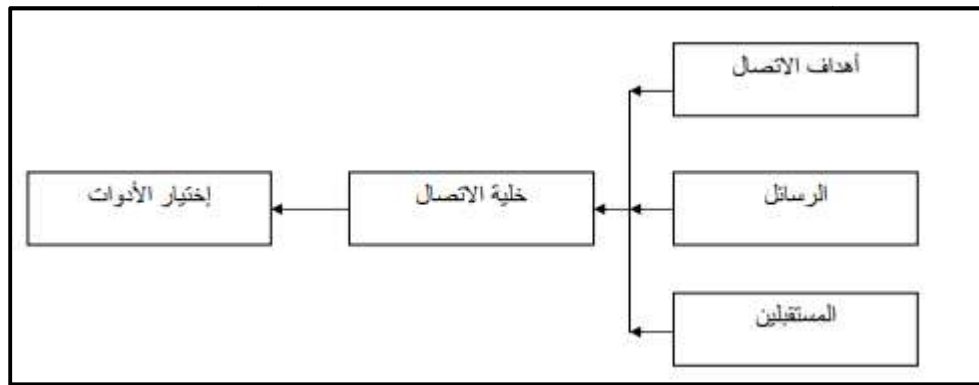 أهداف الاتصال
الرسائل
خلية الاتصال
إختيار الأدوات
المستقبلين